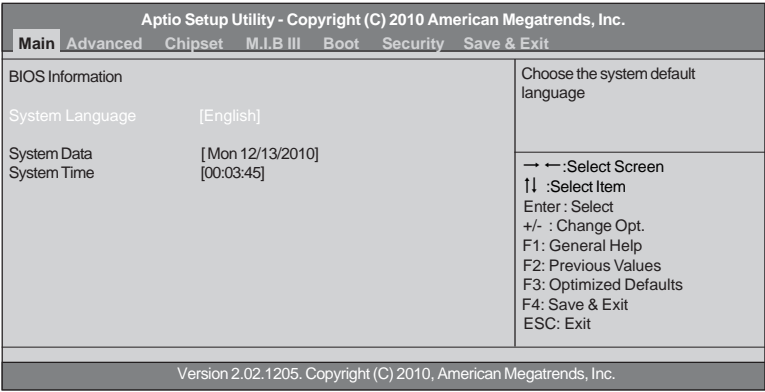 Aptio Setup Utility - Copyright (C) 2010 American Megatrends, Inc.
Main Advanced Chipset M.I.B III Boot Security Save & Exit
BIOS Information
System Language [English]
System Data [ Mon 12/13/2010]
System Time [00:03:45]
Choose the system default
language
→ ←:Select Screen
↑↓ :Select Item
Enter : Select
+/- : Change Opt.
F1: General Help
F2: Previous Values
F3: Optimized Defaults
F4: Save & Exit
ESC: Exit
Version 2.02.1205. Copyright (C) 2010, American Megatrends, Inc.